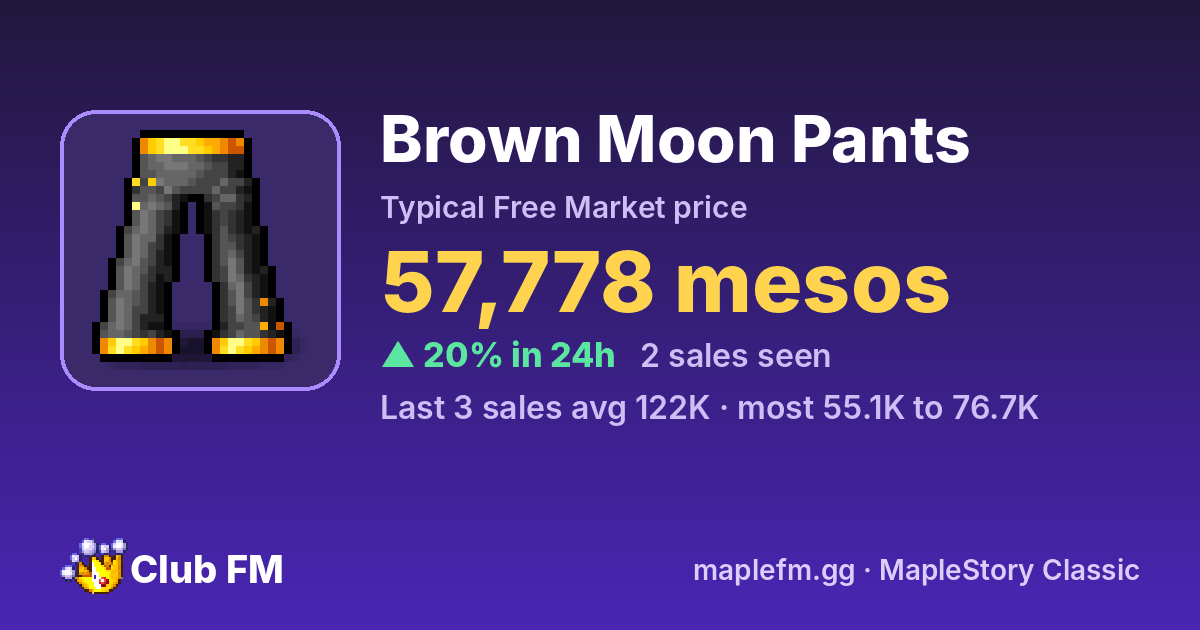 Brown Moon Pants
Typical Free Market price
57,778 mesos
▲ 20% in 24h 2 sales seen
Last 3 sales avg 122K · most 55.1K to 76.7K
Club FM
maplefm.gg · MapleStory Classic